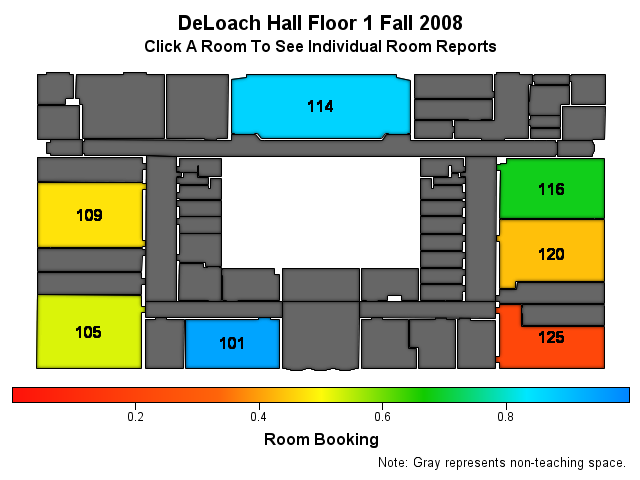 DeLoach Hall Floor 1 Fall 2008
Click A Room To See Individual Room Reports
114
116
109
120
105
101
125
0.2 0.4 0.6 0.8
Room Booking
Note: Gray represents non-teaching space.